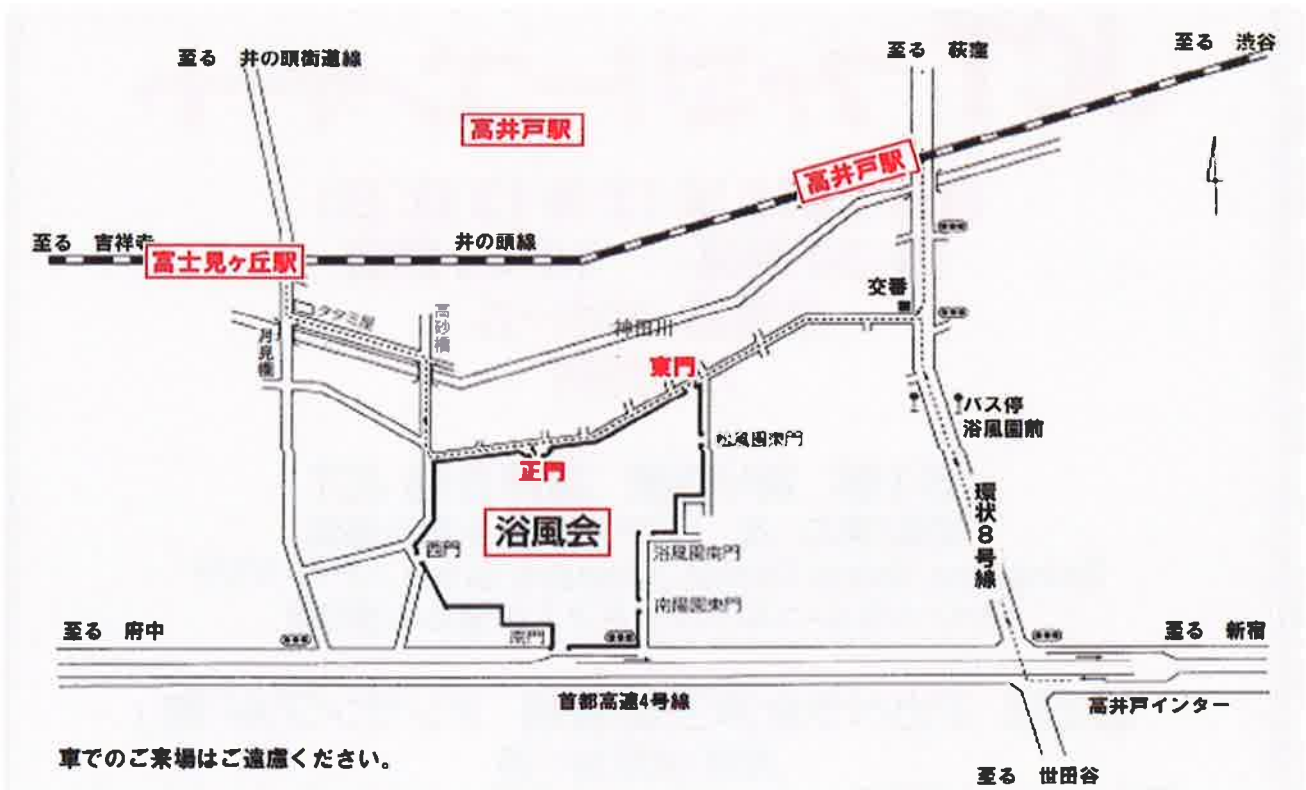 至る 井の頭街道線
至る 荻窪
至る 渋谷
高井戸駅
高井戸駅
至る 吉祥寺
富士見ヶ丘駅
井の頭線
タタミ屋
高砂橋
月見橋
神田川
交番
東門
松風園東門
バス停
浴風園前
正門
浴風会
西門
浴風園南門
環状8号線
南陽園東門
南門
至る 府中
至る 新宿
首都高速4号線
高井戸インター
車でのご来場はご遠慮ください。
至る 世田谷